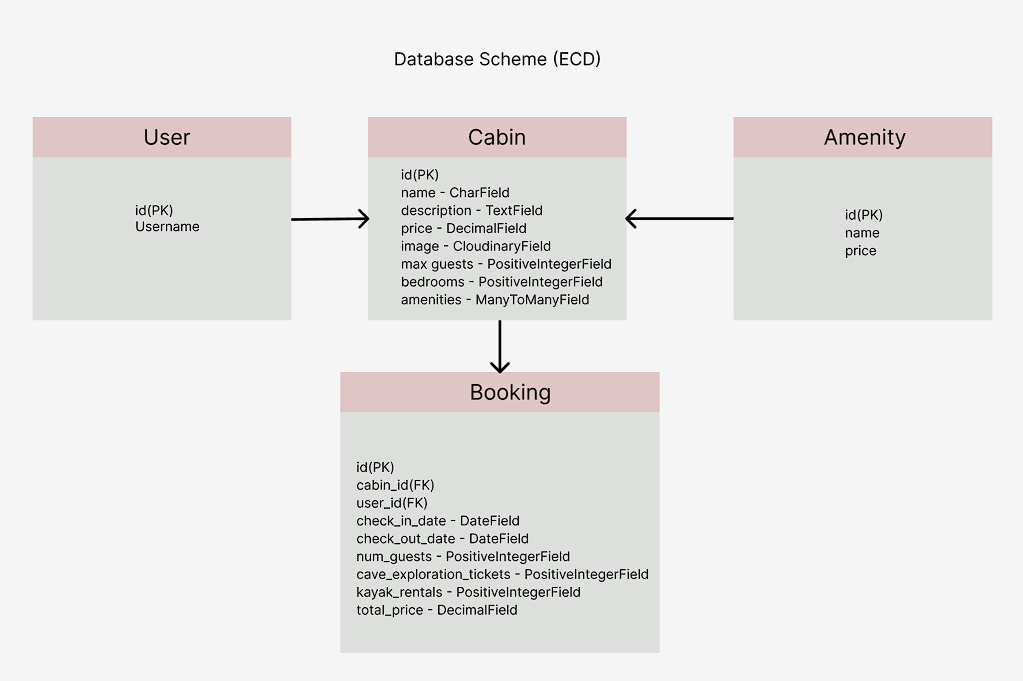 Database Scheme (ECD)
User
id(PK)
Username
Cabin
id(PK)
name - CharField
description - TextField
price - DecimalField
image - CloudinaryField
max guests - PositiveIntegerField
bedrooms - PositiveIntegerField
amenities - ManyToManyField
Amenity
id(PK)
name
price
Booking
id(PK)
cabin_id(FK)
user_id(FK)
check_in_date - DateField
check_out_date - DateField
num_guests - PositiveIntegerField
cave_exploration_tickets - PositiveIntegerField
kayak_rentals - PositiveIntegerField
total_price - DecimalField